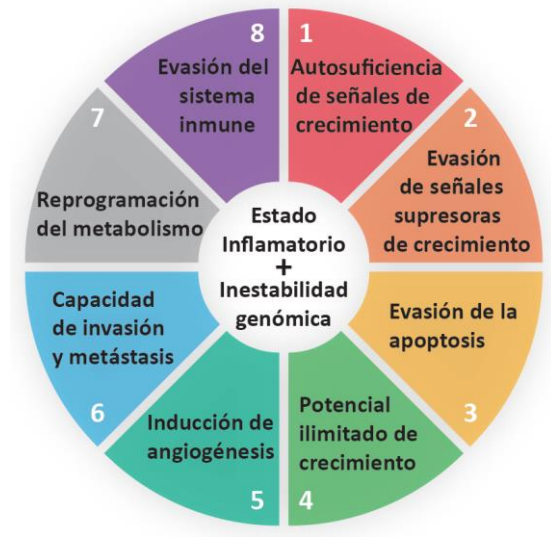 1
Autosuficiencia
de señales de
crecimiento
2
Evasión
de señales
supresoras
de crecimiento
Evasión de la
apoptosis
3
Potencial
ilimitado de
crecimiento
4
Inducción de
angiogénesis
5
Capacidad
de invasión
y metástasis
6
7
Reprogramación
del metabolismo
8
Evasión del
sistema
inmune
Estado
Inflamatorio
+
Inestabilidad
genómica